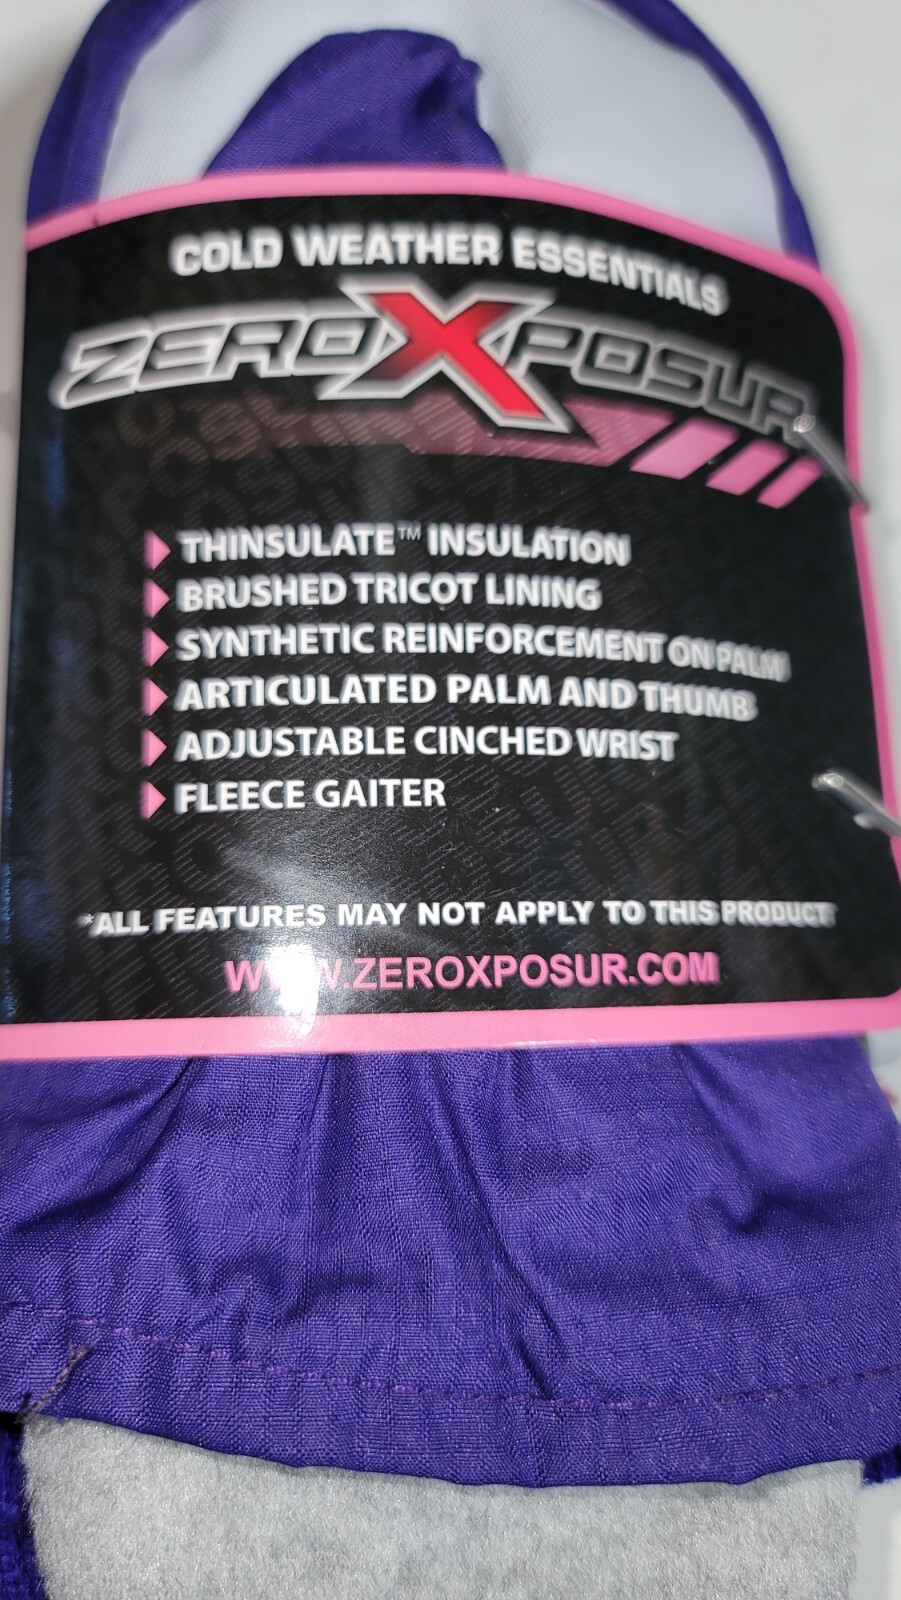 COLD WEATHER ESSENTIALS
ZEROXPOSUR®
THINSULATE™ INSULATION
BRUSHED TRICOT LINING
SYNTHETIC REINFORCEMENT ON PALM
ARTICULATED PALM AND THUMB
ADJUSTABLE CINCHED WRIST
FLEECE GAITER
*ALL FEATURES MAY NOT APPLY TO THIS PRODUCT
WWW.ZEROXPOSUR.COM